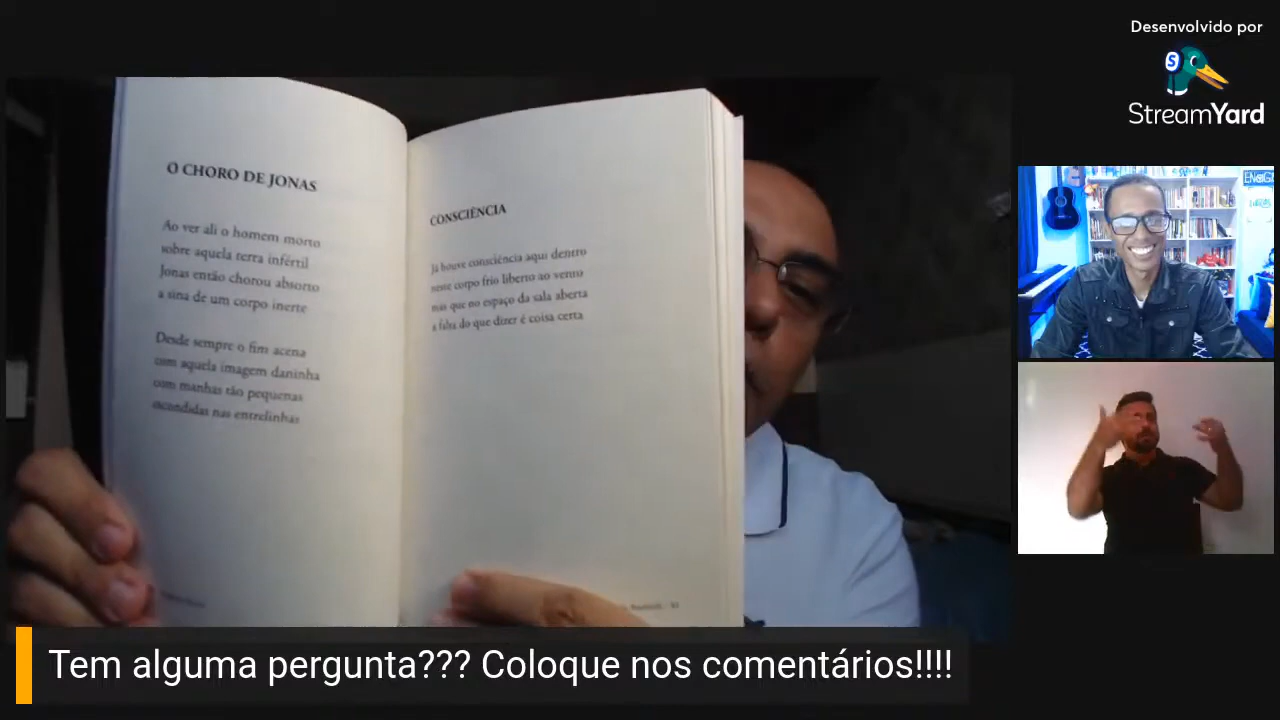 Desenvolvido por
S
StreamYard
O CHORO DE JONAS
Ao ver ali o homem morto
sobre aquela terra infértil
Jonas então chorou absorto
a sina de um corpo inerte
Desde sempre o fim acena
com aquela imagem daninha
com manhas tão pequenas
escondidas nas entrelinhas
CONSCIÊNCIA
Já houve consciência aqui dentro
neste corpo frio liberto ao vento
mas que no espaço da sala aberta
a falta do que dizer é coisa certa
Tem alguma pergunta??? Coloque nos comentários!!!!